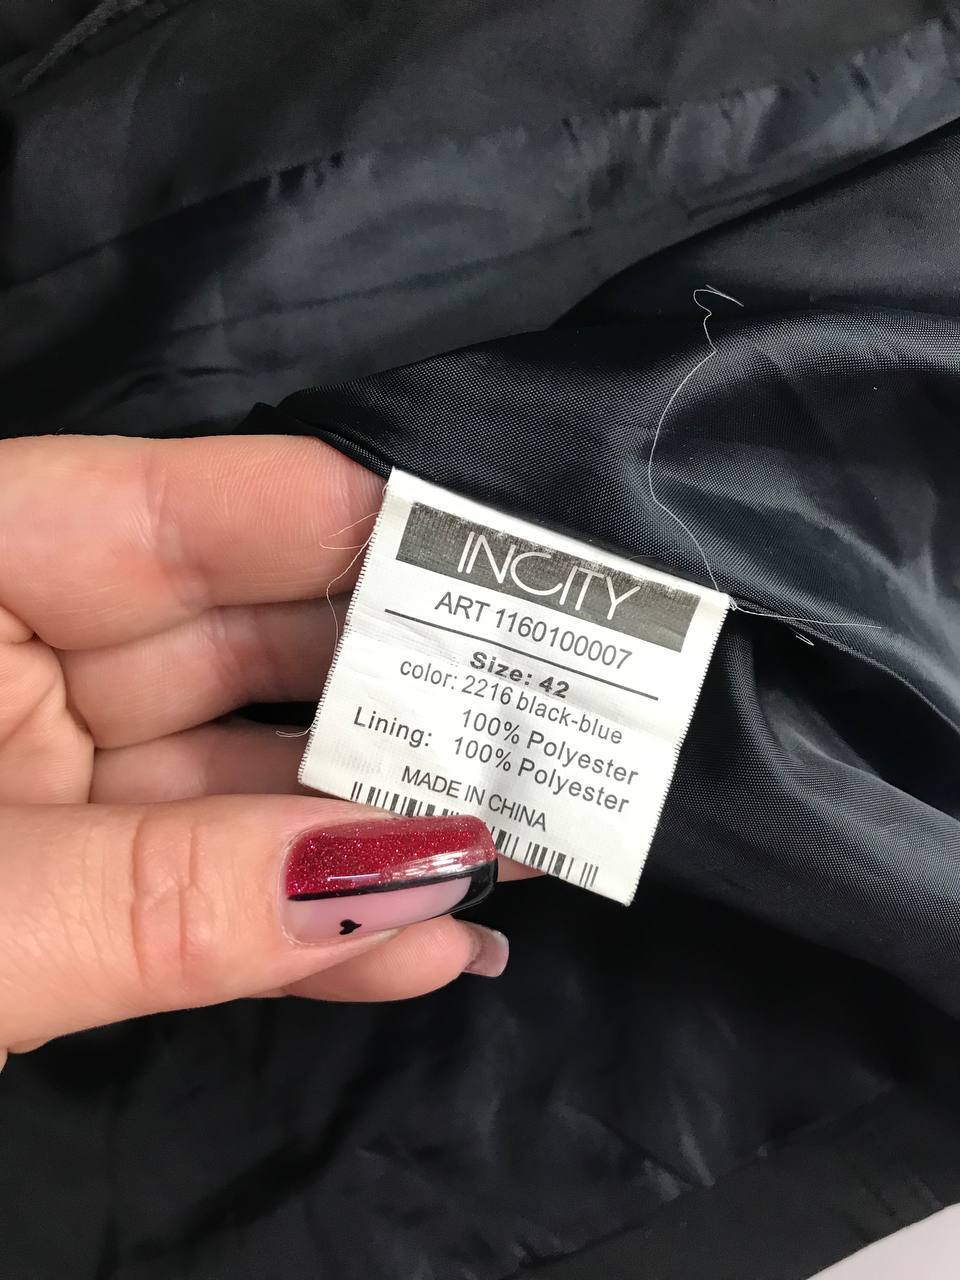 INCITY
ART 1160100007
Size: 42
color: 2216 black-blue
100% Polyester
Lining: 100% Polyester
MADE IN CHINA